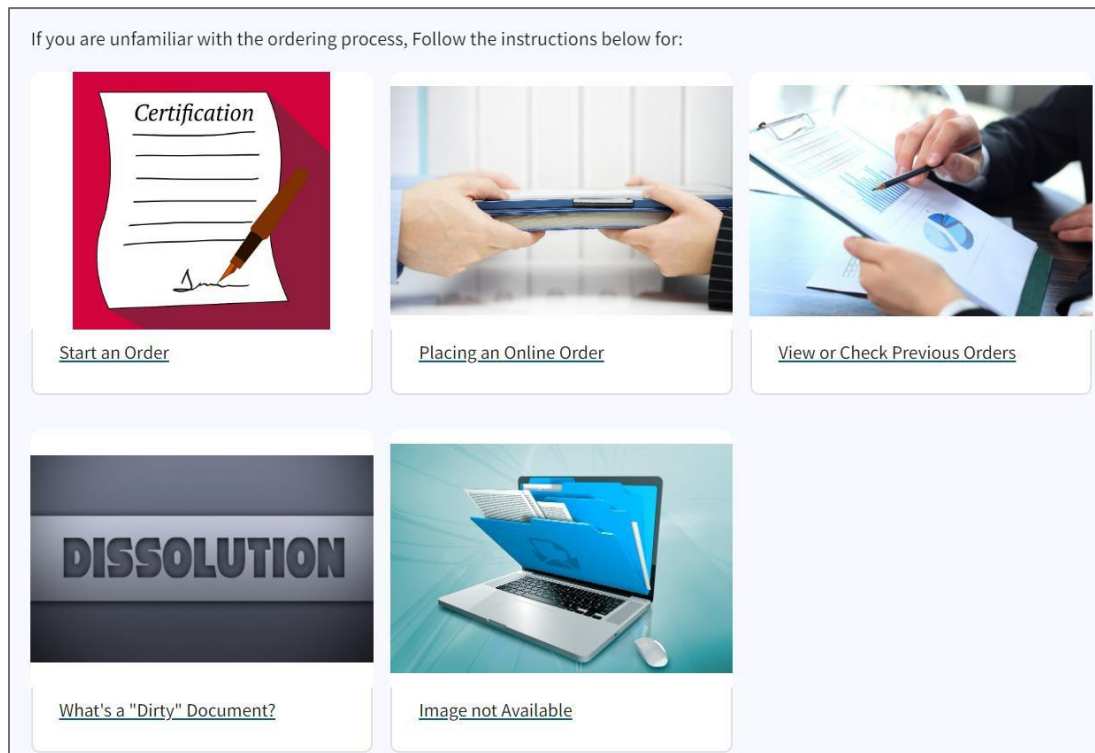 If you are unfamiliar with the ordering process, Follow the instructions below for:
Certification
Start an Order
Placing an Online Order
View or Check Previous Orders
DISSOLUTION
What's a "Dirty" Document?
Image not Available